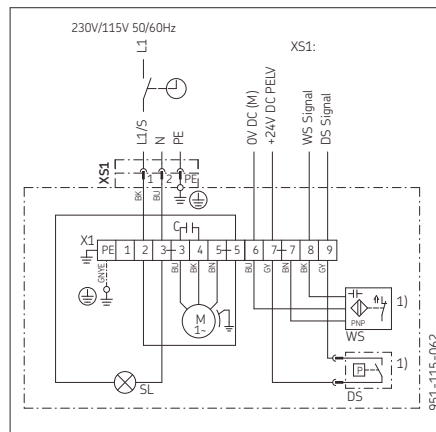 230V/115V 50/60Hz
XS1:
L1
L1/S
N
PE
0V DC (M)
+24V DC PELV
WS Signal
DS Signal
XS1
1 2 PE
BK BU
C
X1
PE 1 2 3 3 4 5 5 6 7 7 8 9
GNYE
BU BK BN BU GY BN BK GY
M
1~
PNP
1)
WS
SL
P
1)
DS
951-115-062